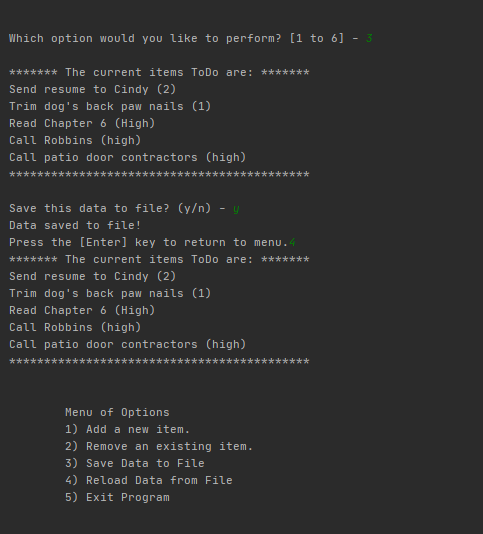 Which option would you like to perform? [1 to 6] - 3
******* The current items ToDo are: *******
Send resume to Cindy (2)
Trim dog's back paw nails (1)
Read Chapter 6 (High)
Call Robbins (high)
Call patio door contractors (high)
*******************************************
Save this data to file? (y/n) - y
Data saved to file!
Press the [Enter] key to return to menu.4
******* The current items ToDo are: *******
Send resume to Cindy (2)
Trim dog's back paw nails (1)
Read Chapter 6 (High)
Call Robbins (high)
Call patio door contractors (high)
*******************************************
Menu of Options
1) Add a new item.
2) Remove an existing item.
3) Save Data to File
4) Reload Data from File
5) Exit Program